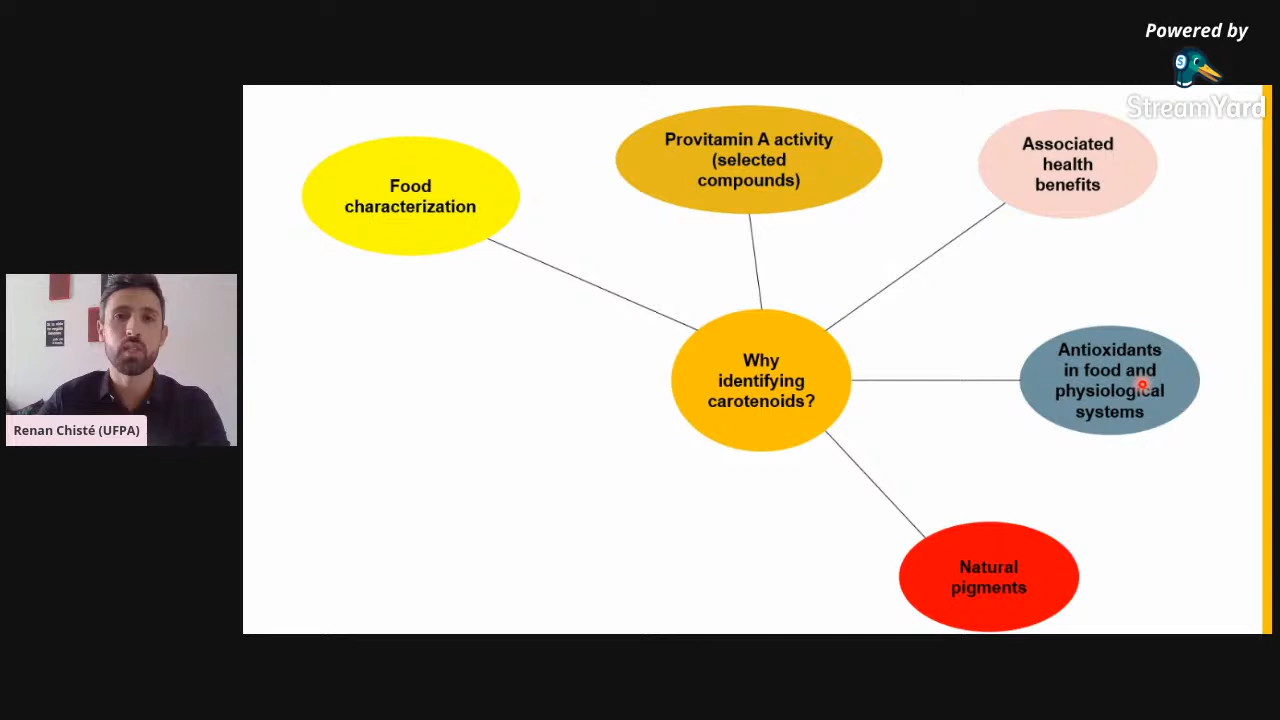 Powered by
StreamYard
Food
characterization
Provitamin A activity
(selected
compounds)
Associated
health
benefits
Why
identifying
carotenoids?
Antioxidants
in food and
physiological
systems
Natural
pigments
Renan Chisté (UFPA)